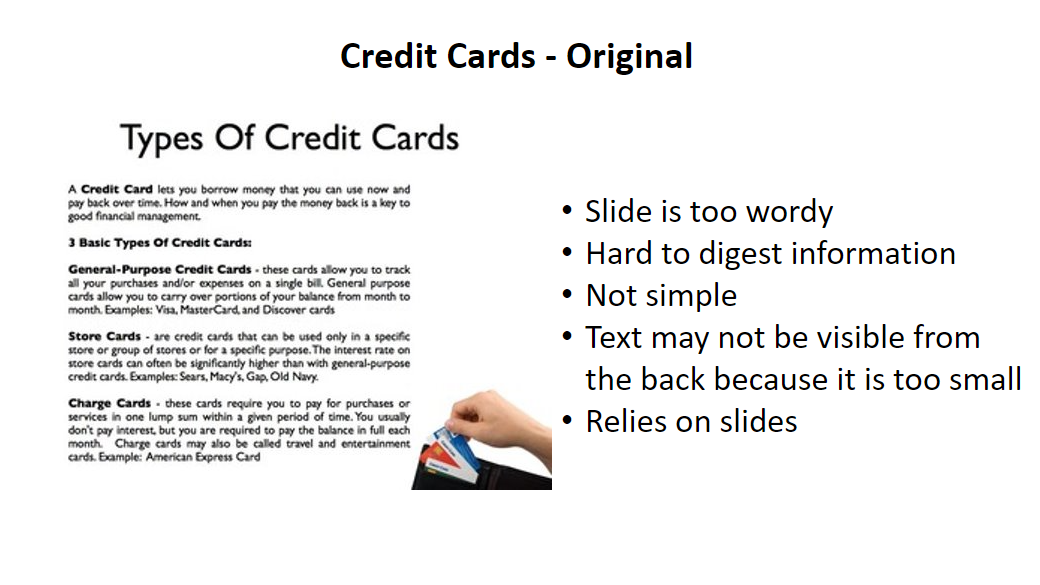 Credit Cards - Original
Types Of Credit Cards
A Credit Card lets you borrow money that you can use now and
pay back over time. How and when you pay the money back is a key to
good financial management.
3 Basic Types Of Credit Cards:
General-Purpose Credit Cards - these cards allow you to track
all your purchases and/or expenses on a single bill. General purpose
cards allow you to carry over portions of your balance from month to
month. Examples: Visa, MasterCard, and Discover cards
Store Cards - are credit cards that can be used only in a specific
store or group of stores or for a specific purpose. The interest rate on
store cards can often be significantly higher than with general-purpose
credit cards. Examples: Sears, Macy's, Gap, Old Navy.
Charge Cards - these cards require you to pay for purchases or
services in one lump sum within a given period of time. You usually
don't pay interest, but you are required to pay the balance in full each
month. Charge cards may also be called travel and entertainment
cards. Example: American Express Card
• Slide is too wordy
• Hard to digest information
• Not simple
• Text may not be visible from
the back because it is too small
• Relies on slides